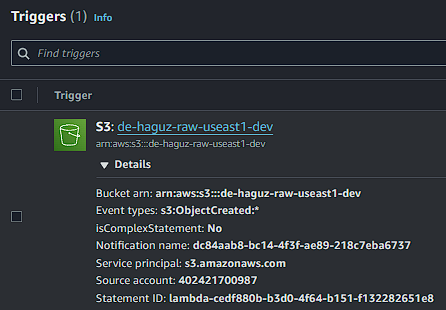 Triggers (1) Info
Find triggers
Trigger
S3: de-haguz-raw-useast1-dev
arn:aws:s3:::de-haguz-raw-useast1-dev
Details
Bucket arn: arn:aws:s3:::de-haguz-raw-useast1-dev
Event types: s3:ObjectCreated:*
isComplexStatement: No
Notification name: dc84aab8-bc14-4f3f-ae89-218c7eba6737
Service principal: s3.amazonaws.com
Source account: 402421700987
Statement ID: lambda-cedf880b-b3d0-4f64-b151-f132282651e8